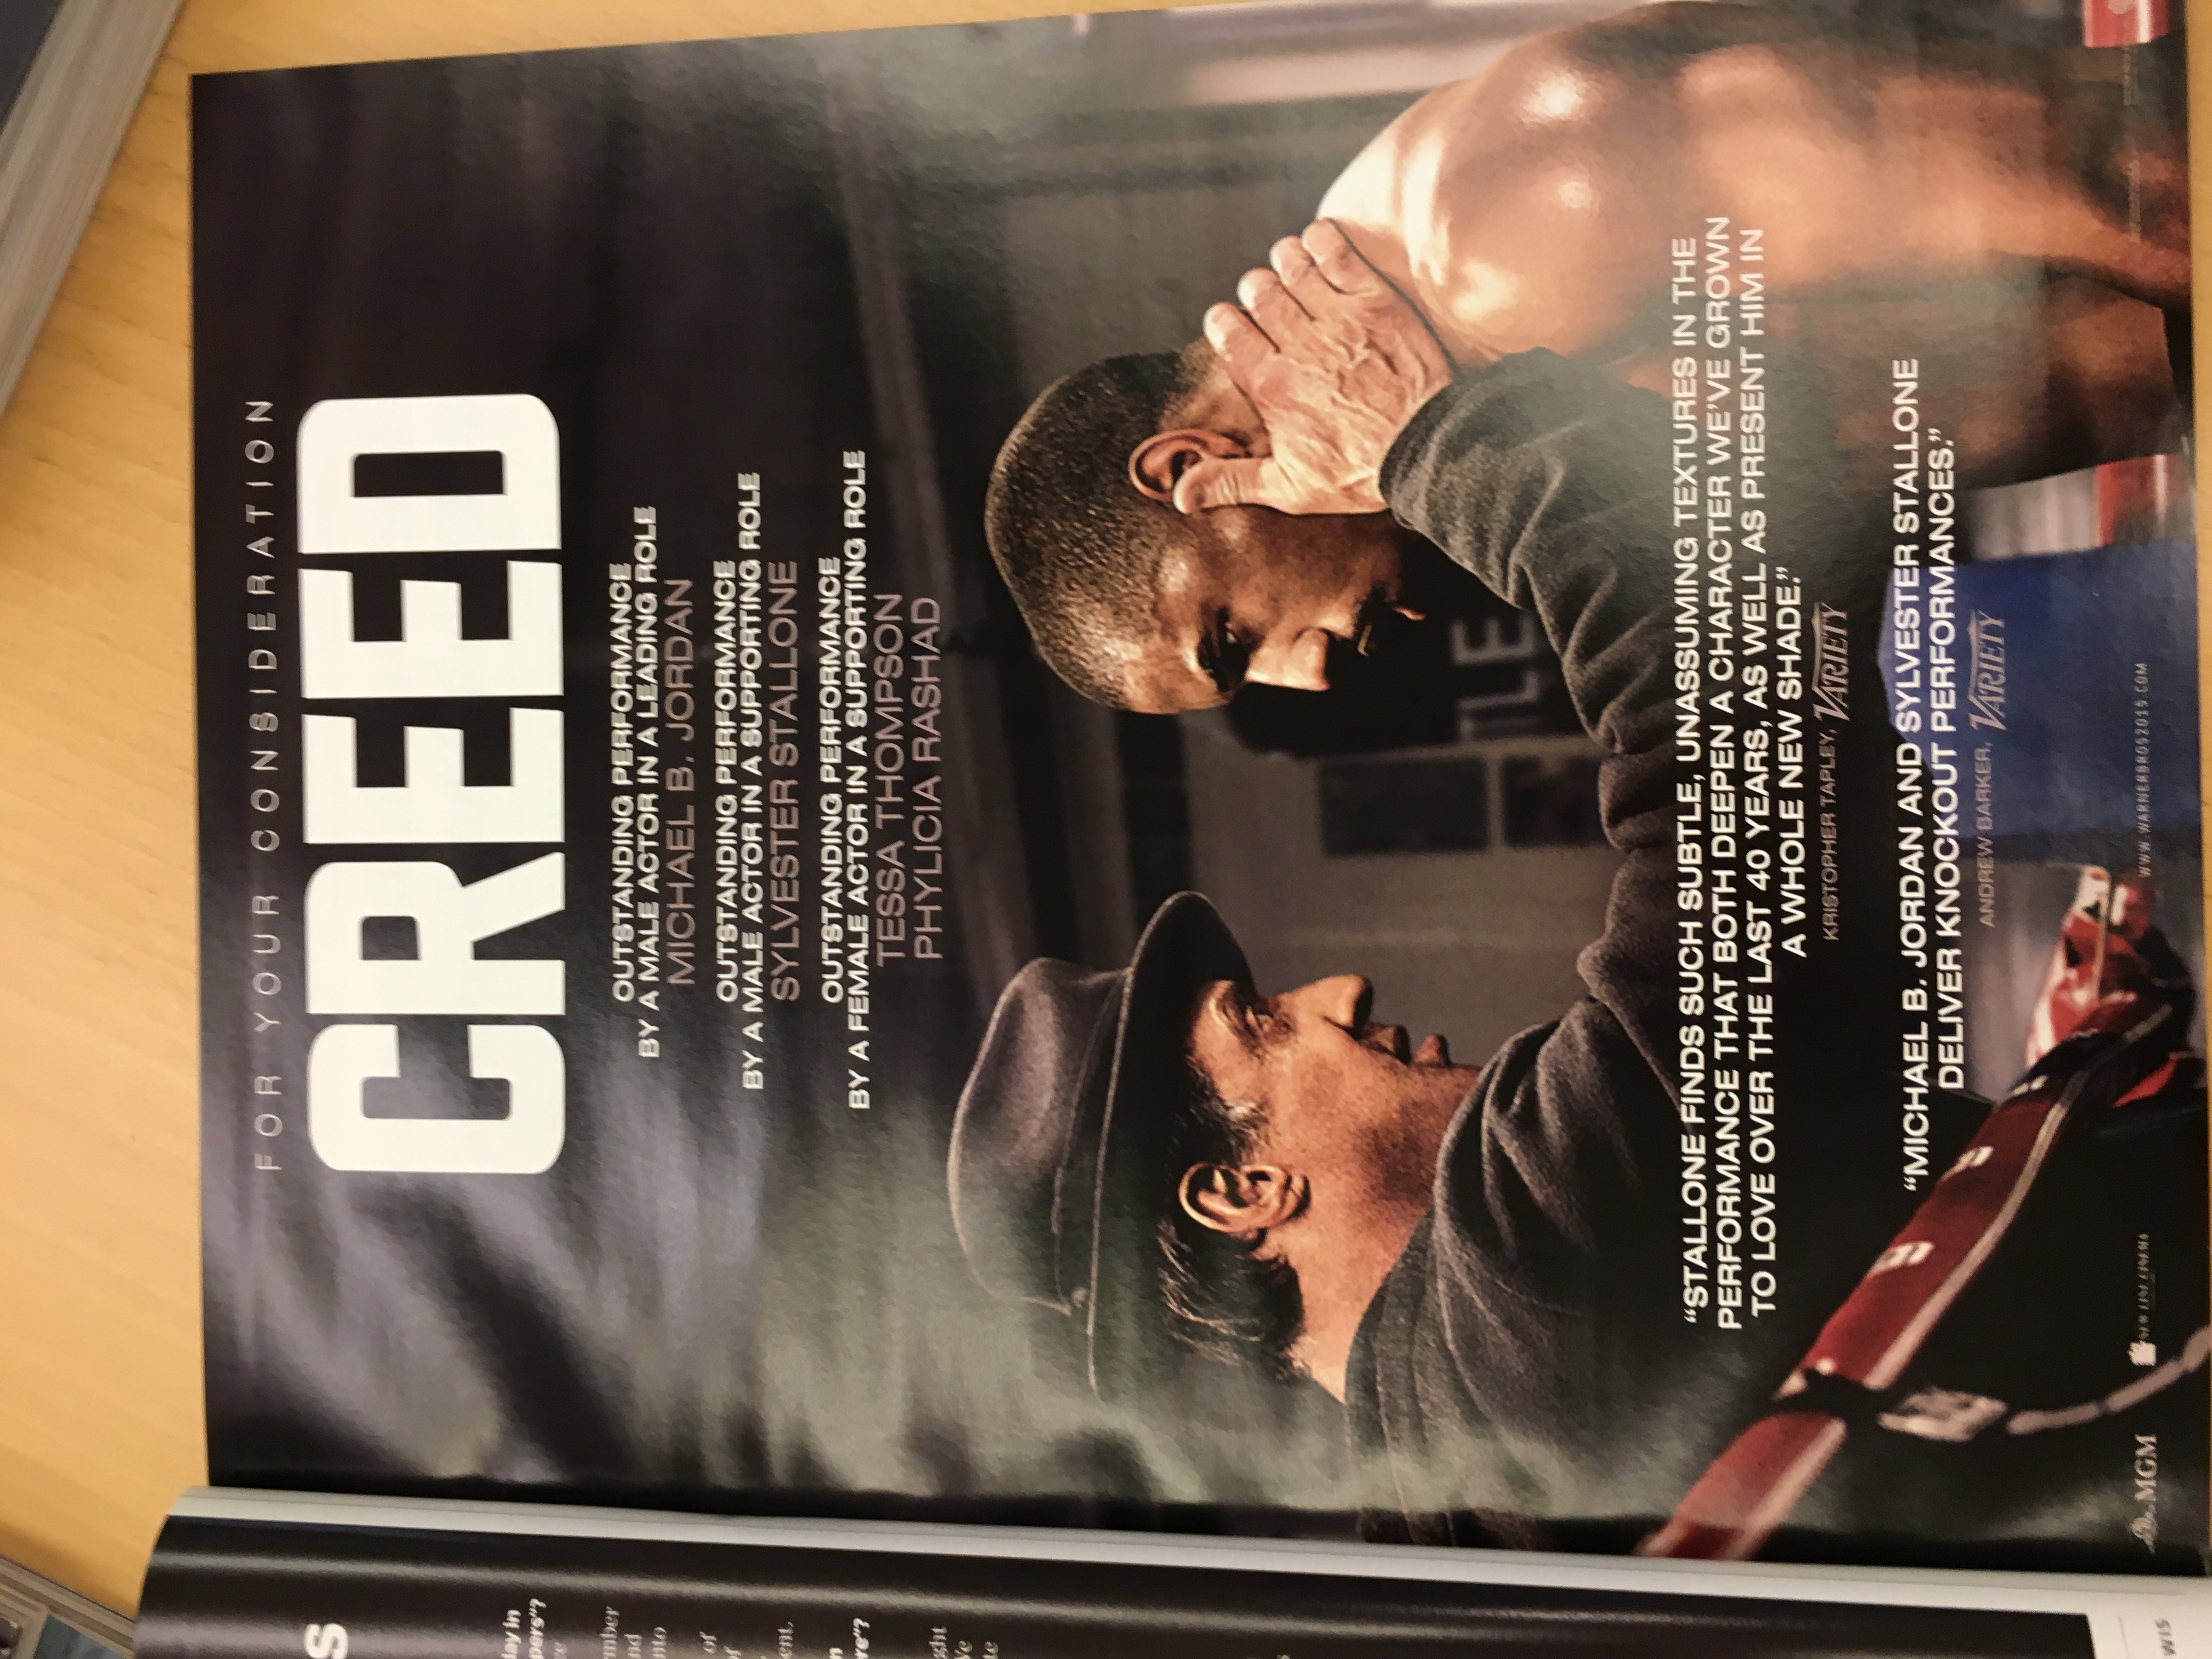 FOR YOUR CONSIDERATION
CREED
OUTSTANDING PERFORMANCE
BY A MALE ACTOR IN A LEADING ROLE
MICHAEL B. JORDAN
OUTSTANDING PERFORMANCE
BY A MALE ACTOR IN A SUPPORTING ROLE
SYLVESTER STALLONE
OUTSTANDING PERFORMANCE
BY A FEMALE ACTOR IN A SUPPORTING ROLE
TESSA THOMPSON
PHYLICIA RASHAD
TLE
“STALLONE FINDS SUCH SUBTLE, UNASSUMING TEXTURES IN THE
PERFORMANCE THAT BOTH DEEPEN A CHARACTER WE’VE GROWN
TO LOVE OVER THE LAST 40 YEARS, AS WELL AS PRESENT HIM IN
A WHOLE NEW SHADE.”
KRISTOPHER TAPLEY, VARIETY
“MICHAEL B. JORDAN AND SYLVESTER STALLONE
DELIVER KNOCKOUT PERFORMANCES.”
ANDREW BARKER, VARIETY
MGM
NEW LINE CINEMA
WWW.WARNERBROS2015.COM